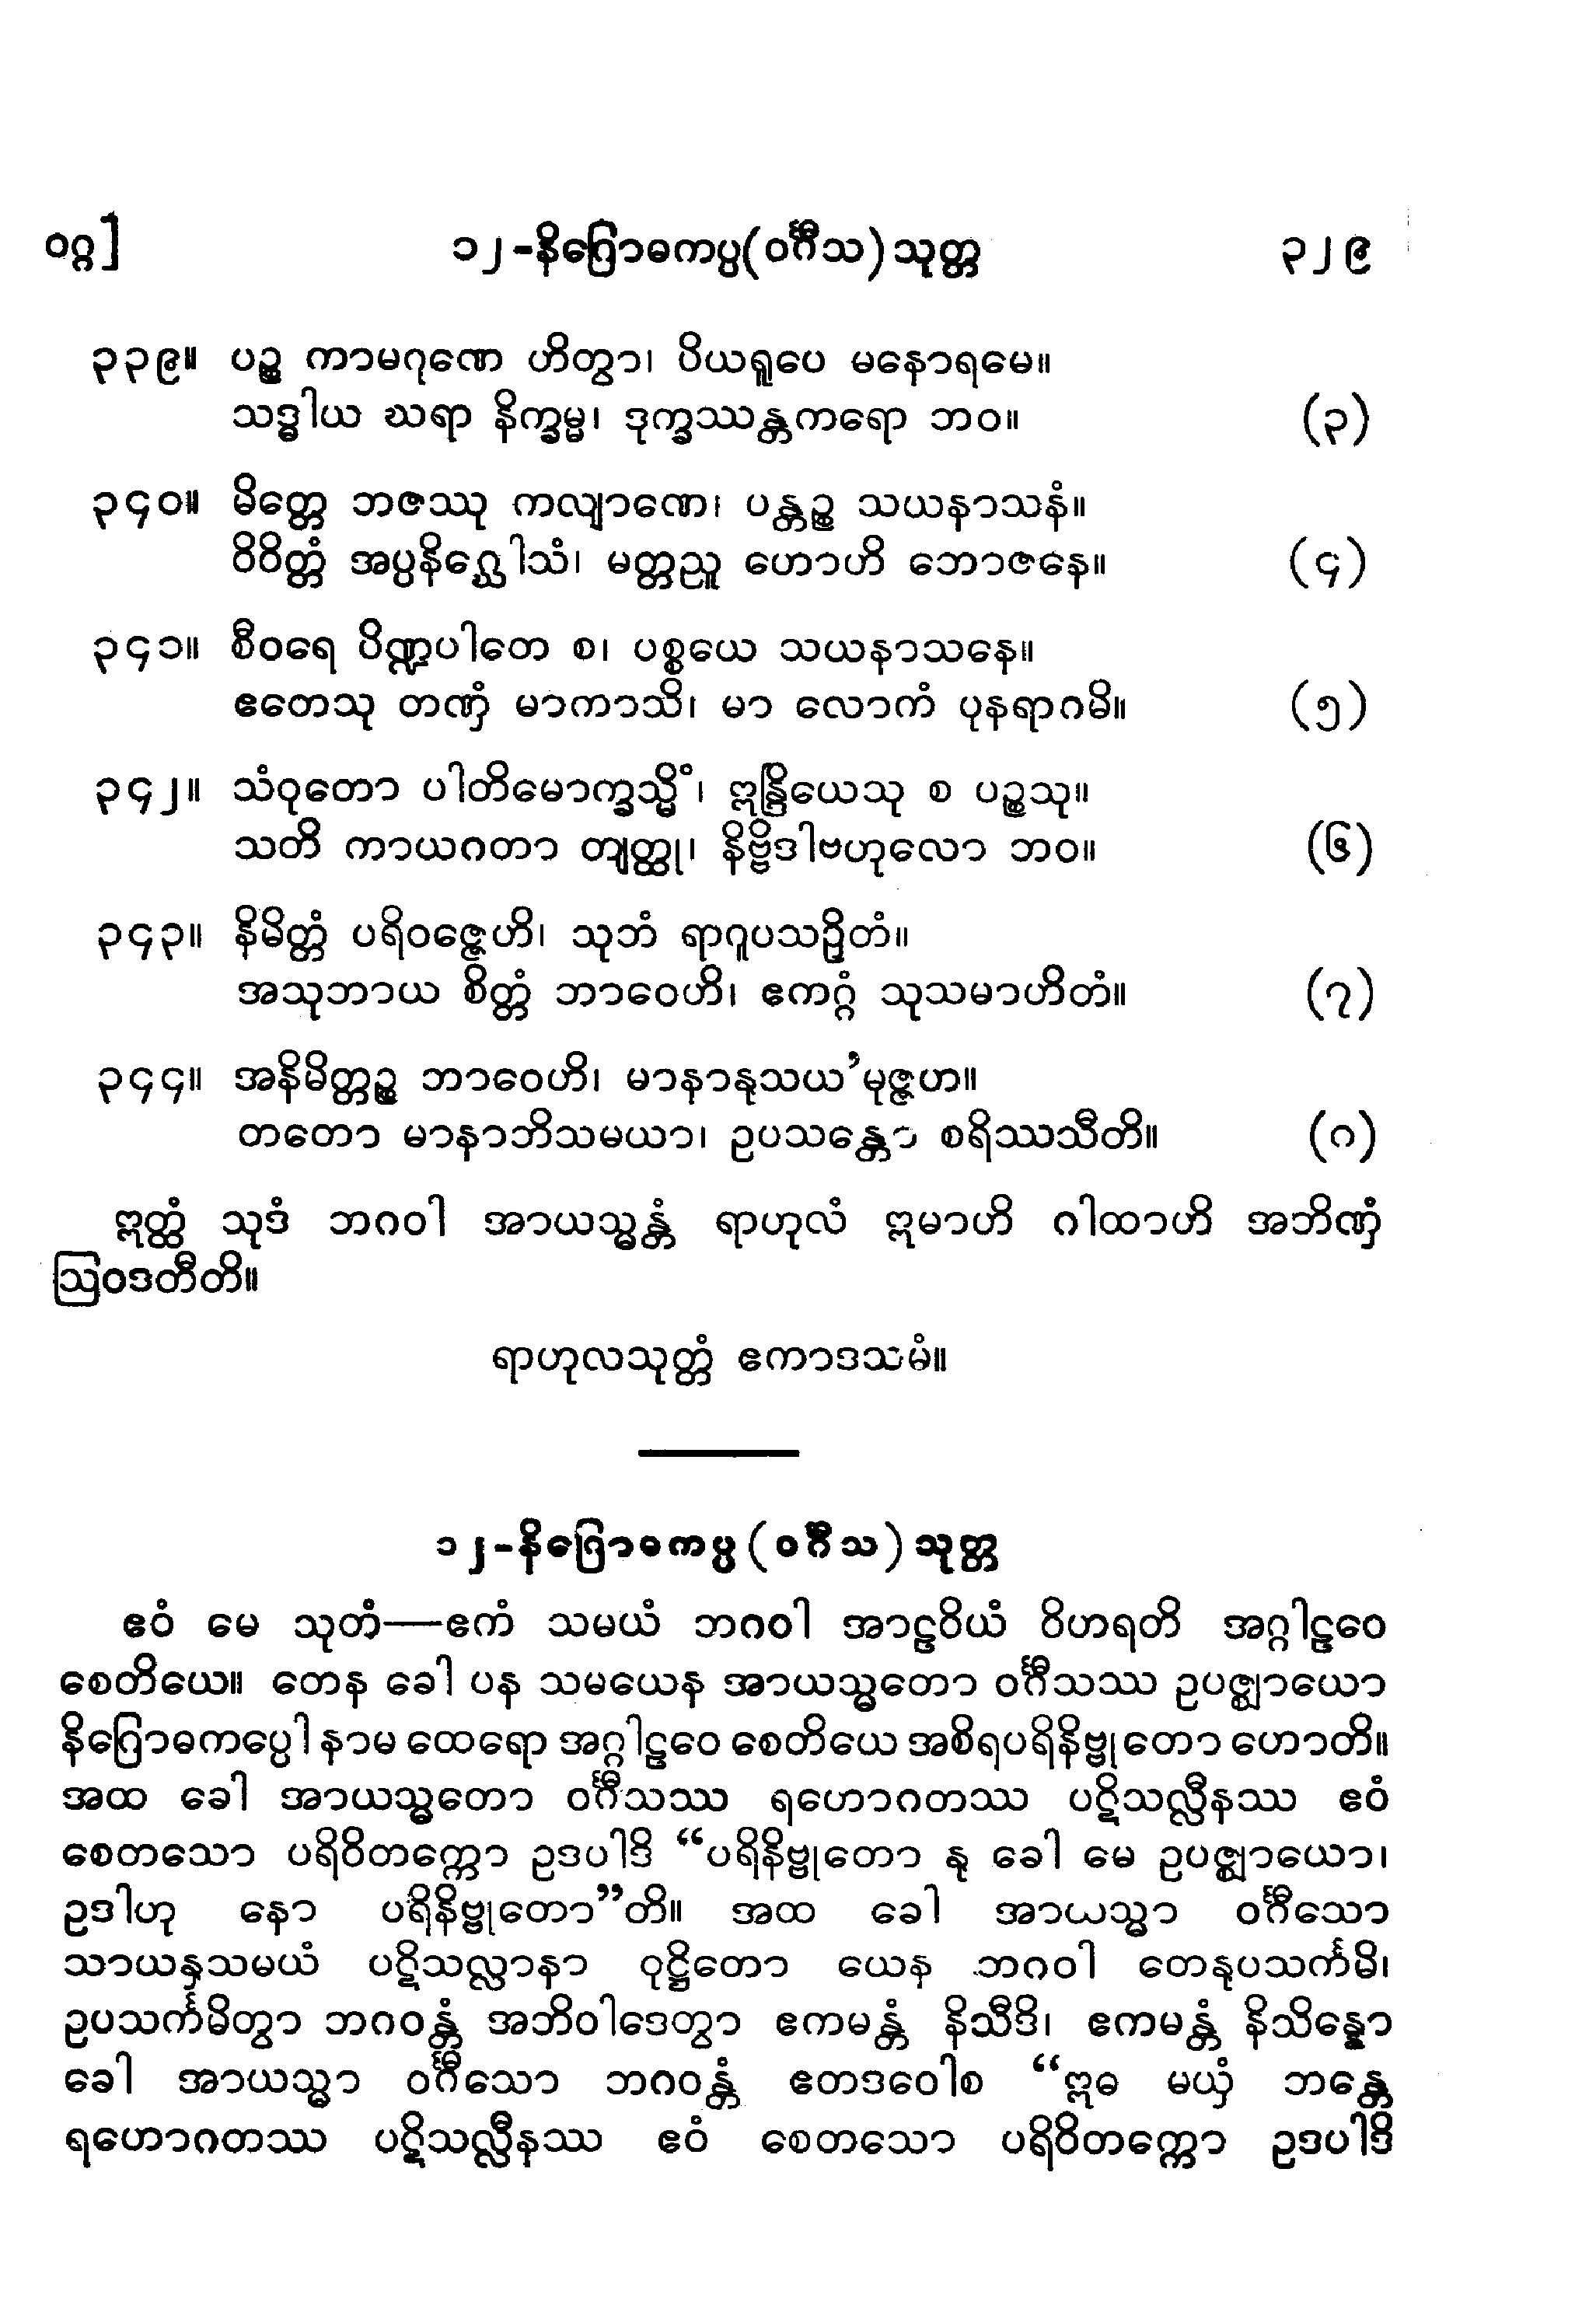 ဝဂ္ဂ] ၁၂-နိဂြောဓကပ္ပ(ဝင်္ဂီသ)သုတ္တ ၃၂၉
၃၃၉။ ပဉ္စ ကာမဂုဏေ ဟိတွာ၊ ပိယရူပေ မနောရမေ။
သဒ္ဓါယ ဃရာ နိက္ခမ္မ၊ ဒုက္ခဿန္တကရော ဘဝ။ (၃)
၃၄၀။ မိတ္တေ ဘဇဿု ကလျာဏေ၊ ပန္တဉ္စ သယနာသနံ။
ဝိဝိတ္တံ အပ္ပနိဂ္ဃေါသံ၊ မတ္တညူ ဟောဟိ ဘောဇနေ။ (၄)
၃၄၁။ စီဝရေ ပိဏ္ဍပါတေ စ၊ ပစ္စယေ သယနာသနေ။
ဧတေသု တဏှံ မာကာသိ၊ မာ လောကံ ပုနရာဂမိ။ (၅)
၃၄၂။ သံဝုတော ပါတိမောက္ခသ္မိံ၊ ဣန္ဒြိယေသု စ ပဉ္စသု။
သတိ ကာယဂတာ တျတ္ထု၊ နိဗ္ဗိဒါဗဟုလော ဘဝ။ (၆)
၃၄၃။ နိမိတ္တံ ပရိဝဇ္ဇေဟိ၊ သုဘံ ရာဂူပသဉှိတံ။
အသုဘာယ စိတ္တံ ဘာဝေဟိ၊ ဧကဂ္ဂံ သုသမာဟိတံ။ (၇)
၃၄၄။ အနိမိတ္တဉ္စ ဘာဝေဟိ၊ မာနာနုသယ’မုဇ္ဇဟ။
တတော မာနာဘိသမယာ၊ ဥပသန္တော စရိဿသီတိ။ (၈)
ဣတ္ထံ သုဒံ ဘဂဝါ အာယသ္မန္တံ ရာဟုလံ ဣမာဟိ ဂါထာဟိ အဘိဏှံ
ဩဝဒတီတိ။
ရာဟုလသုတ္တံ ဧကာဒသမံ။
၁၂-နိဂြောဓကပ္ပ(ဝင်္ဂီသ)သုတ္တ
ဧဝံ မေ သုတံ—ဧကံ သမယံ ဘဂဝါ အာဠဝိယံ ဝိဟရတိ အဂ္ဂါဠဝေ
စေတိယေ။ တေန ခေါ ပန သမယေန အာယသ္မတော ဝင်္ဂီသဿ ဥပဇ္ဈာယော
နိဂြောဓကပ္ပေါ နာမ ထေရော အဂ္ဂါဠဝေ စေတိယေ အစိရပရိနိဗ္ဗုတော ဟောတိ။
အထ ခေါ အာယသ္မတော ဝင်္ဂီသဿ ရဟောဂတဿ ပဋိသလ္လီနဿ ဧဝံ
စေတသော ပရိဝိတက္ကော ဥဒပါဒိ “ပရိနိဗ္ဗုတော နု ခေါ မေ ဥပဇ္ဈာယော၊
ဥဒါဟု နော ပရိနိဗ္ဗုတော”တိ။ အထ ခေါ အာယသ္မာ ဝင်္ဂီသော
သာယနှသမယံ ပဋိသလ္လာနာ ဝုဋ္ဌိတော ယေန ဘဂဝါ တေနုပသင်္ကမိ၊
ဥပသင်္ကမိတွာ ဘဂဝန္တံ အဘိဝါဒေတွာ ဧကမန္တံ နိသီဒိ၊ ဧကမန္တံ နိသိန္နော
ခေါ အာယသ္မာ ဝင်္ဂီသော ဘဂဝန္တံ ဧတဒဝေါစ “ဣဓ မယှံ ဘန္တေ
ရဟောဂတဿ ပဋိသလ္လီနဿ ဧဝံ စေတသော ပရိဝိတက္ကော ဥဒပါဒိ